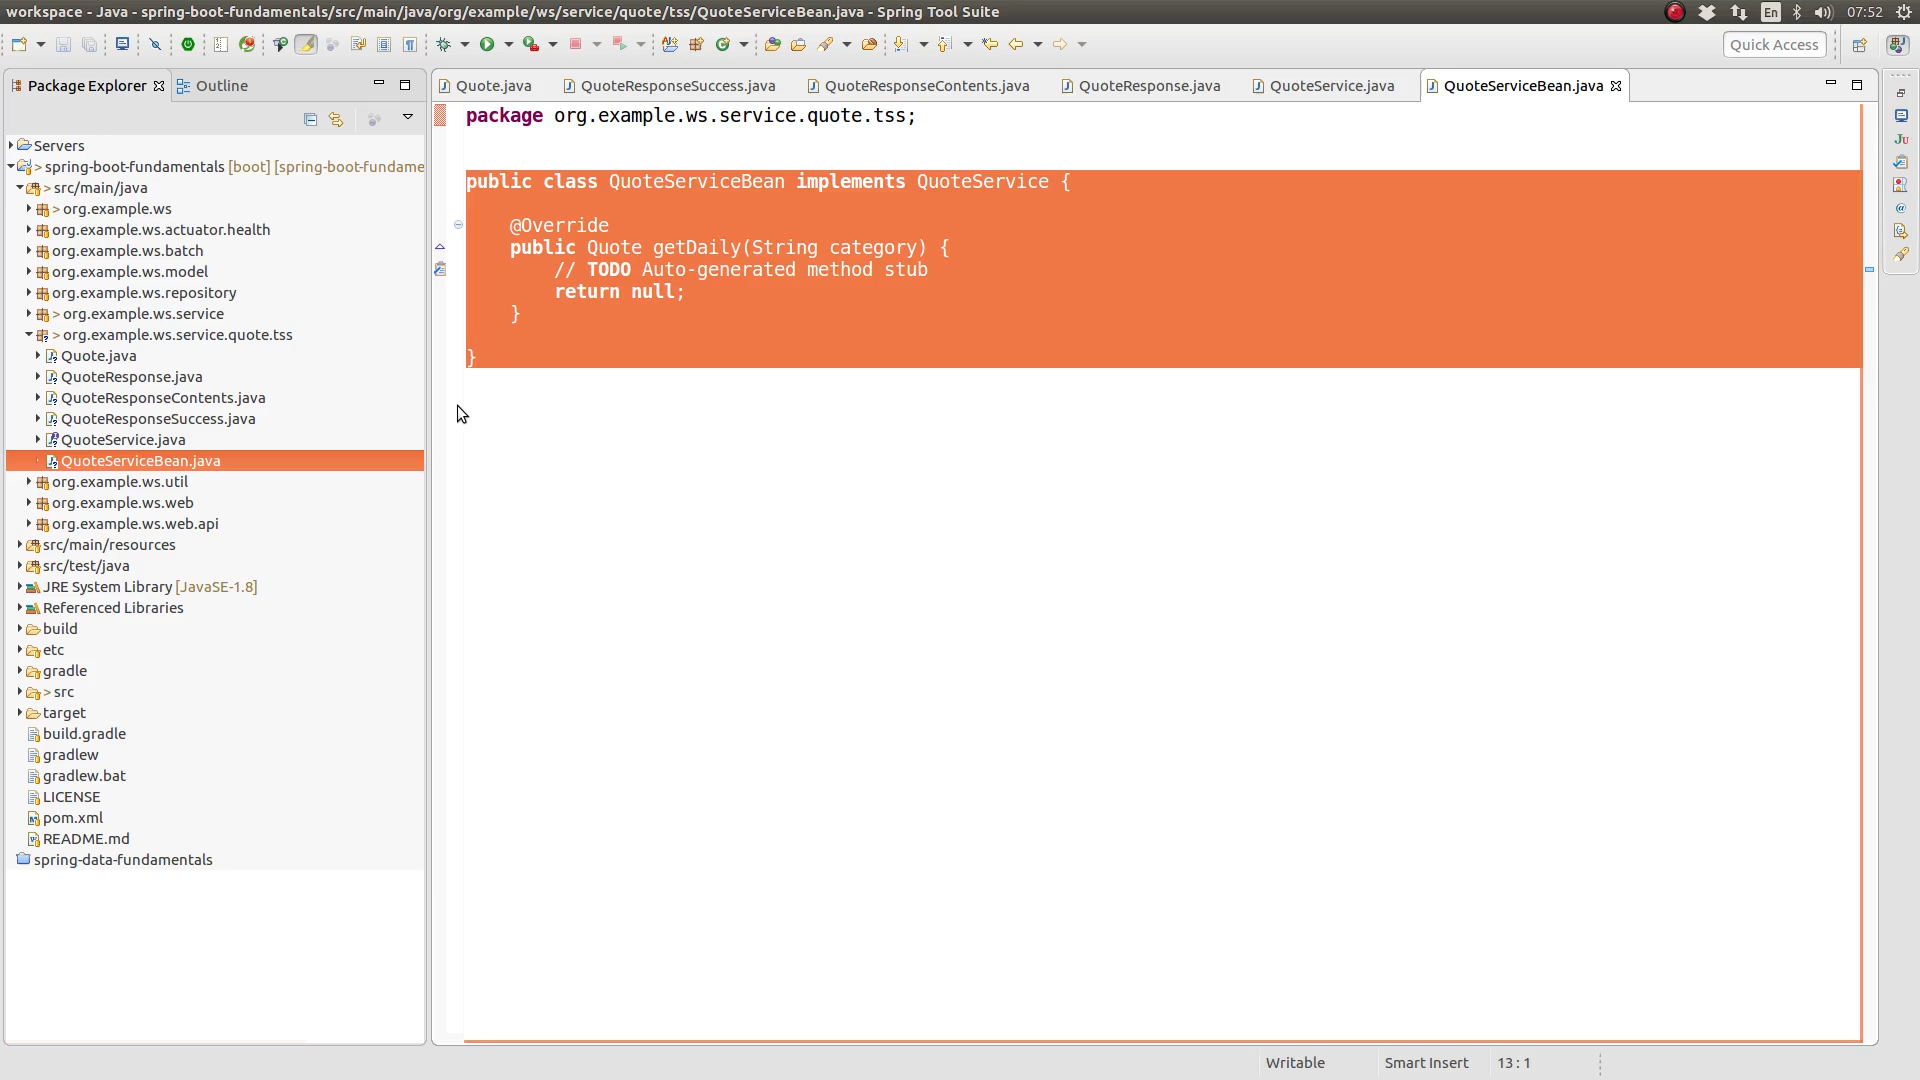 workspace - Java - spring-boot-fundamentals/src/main/java/org/example/ws/service/quote/tss/QuoteServiceBean.java - Spring Tool Suite
En
07:52
Quick Access
Package Explorer
Outline
Servers
> spring-boot-fundamentals [boot] [spring-boot-fundame
> src/main/java
> org.example.ws
org.example.ws.actuator.health
org.example.ws.batch
org.example.ws.model
org.example.ws.repository
> org.example.ws.service
> org.example.ws.service.quote.tss
Quote.java
QuoteResponse.java
QuoteResponseContents.java
QuoteResponseSuccess.java
QuoteService.java
QuoteServiceBean.java
org.example.ws.util
org.example.ws.web
org.example.ws.web.api
src/main/resources
src/test/java
JRE System Library [JavaSE-1.8]
Referenced Libraries
build
etc
gradle
> src
target
build.gradle
gradlew
gradlew.bat
LICENSE
pom.xml
README.md
spring-data-fundamentals
Quote.java
QuoteResponseSuccess.java
QuoteResponseContents.java
QuoteResponse.java
QuoteService.java
QuoteServiceBean.java
package org.example.ws.service.quote.tss;
public class QuoteServiceBean implements QuoteService {
@Override
public Quote getDaily(String category) {
// TODO Auto-generated method stub
return null;
}
}
Writable
Smart Insert
13 : 1